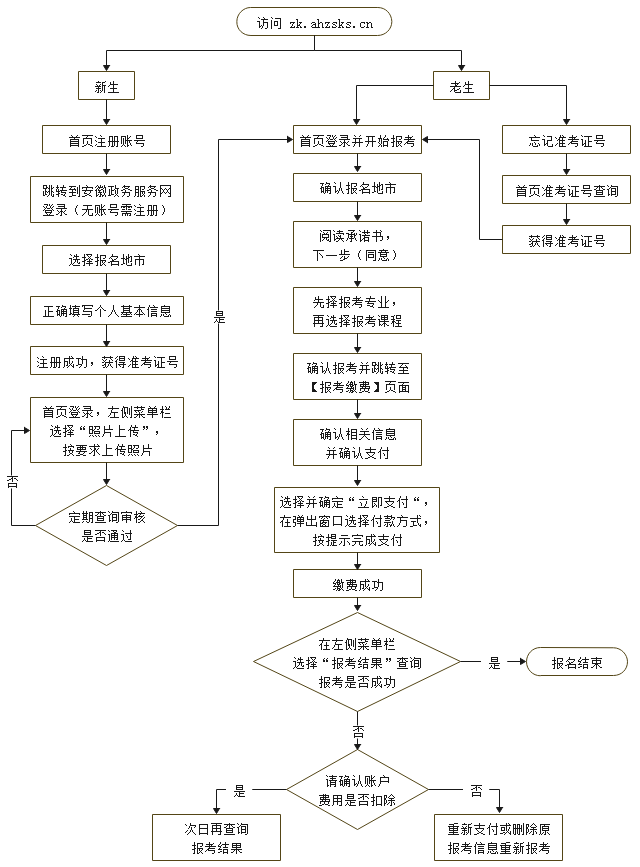 访问 zk.ahzsks.cn
新生
老生
首页注册账号
首页登录并开始报考
忘记准考证号
跳转到安徽政务服务网
登录（无账号需注册）
确认报名地市
首页准考证号查询
选择报名地市
阅读承诺书，
下一步（同意）
获得准考证号
正确填写个人基本信息
先择报考专业，
再选择报考课程
是
注册成功，获得准考证号
确认报考并跳转至
【报考缴费】页面
首页登录，左侧菜单栏
选择“照片上传”，
按要求上传照片
确认相关信息
并确认支付
否
定期查询审核
是否通过
选择并确定“立即支付“，
在弹出窗口选择付款方式，
按提示完成支付
缴费成功
在左侧菜单栏
选择“报考结果”查询
报考是否成功
是
报名结束
否
请确认账户
费用是否扣除
是
否
次日再查询
报考结果
重新支付或删除原
报考信息重新报考